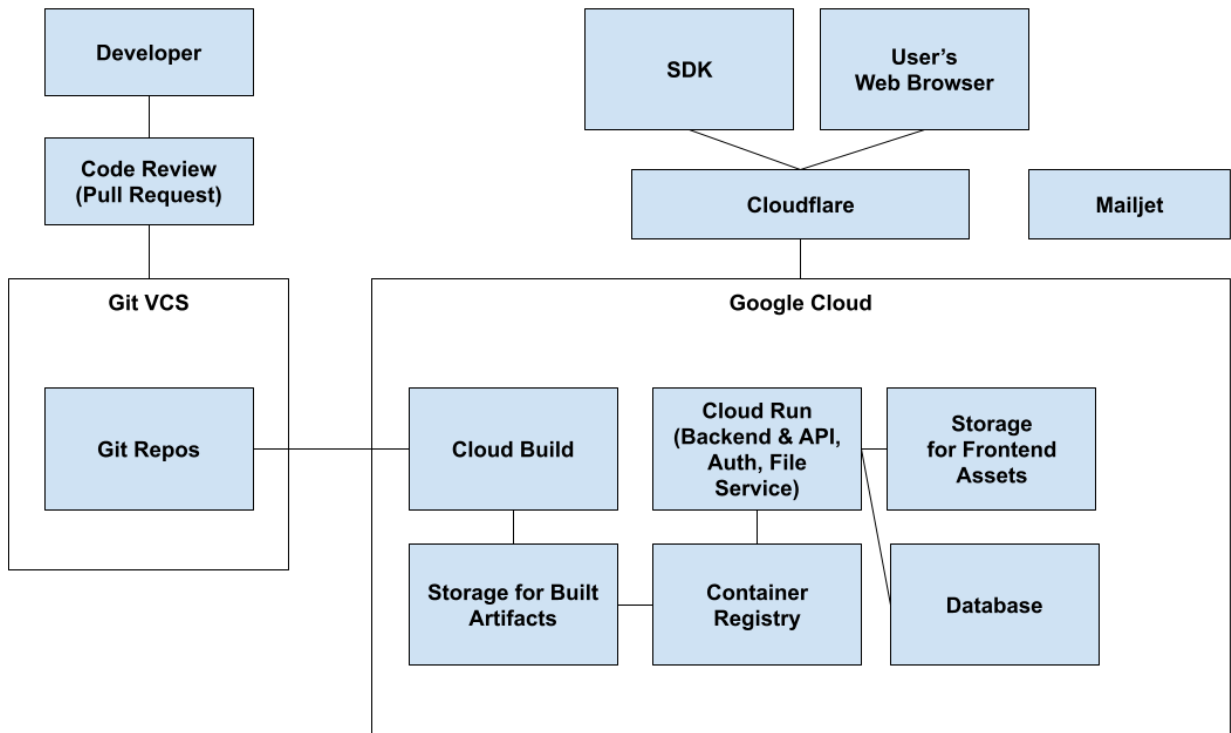 Developer
SDK
User's
Web Browser
Code Review
(Pull Request)
Cloudflare
Mailjet
Git VCS
Google Cloud
Git Repos
Cloud Build
Cloud Run
(Backend & API,
Auth, File
Service)
Storage
for Frontend
Assets
Storage for Built
Artifacts
Container
Registry
Database